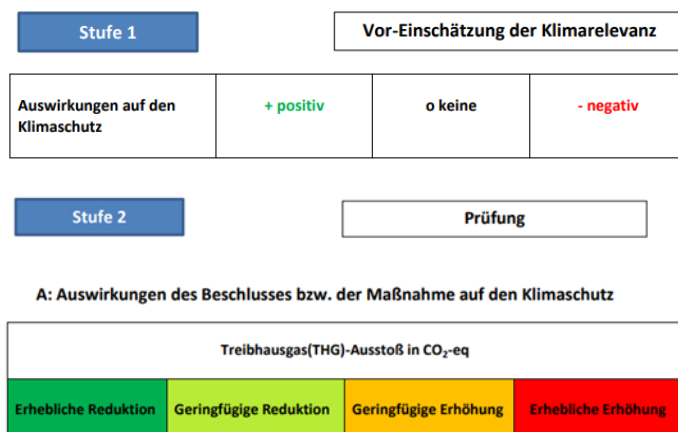 Stufe 1
Vor-Einschätzung der Klimarelevanz
Auswirkungen auf den
Klimaschutz
+ positiv
o keine
- negativ
Stufe 2
Prüfung
A: Auswirkungen des Beschlusses bzw. der Maßnahme auf den Klimaschutz
Treibhausgas(THG)-Ausstoß in CO₂-eq
Erhebliche Reduktion
Geringfügige Reduktion
Geringfügige Erhöhung
Erhebliche Erhöhung